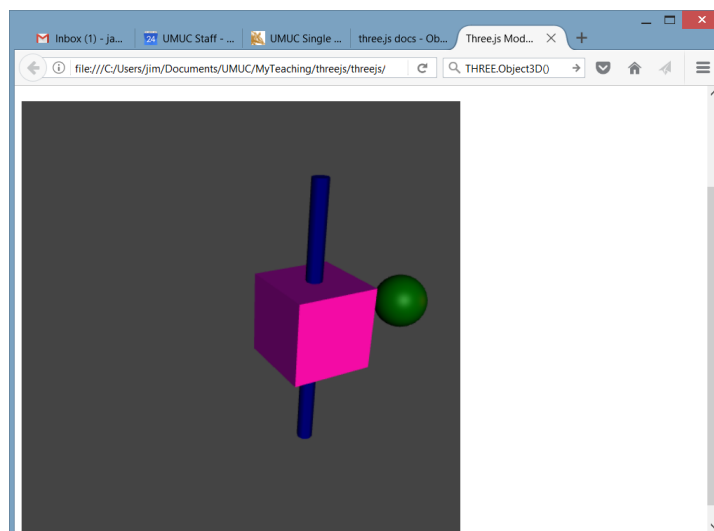 Inbox (1) - ja...
24
UMUC Staff - ...
UMUC Single ...
three.js docs - Ob...
Three.js Mod...
file:///C:/Users/jim/Documents/UMUC/MyTeaching/threejs/threejs/
THREE.Object3D()